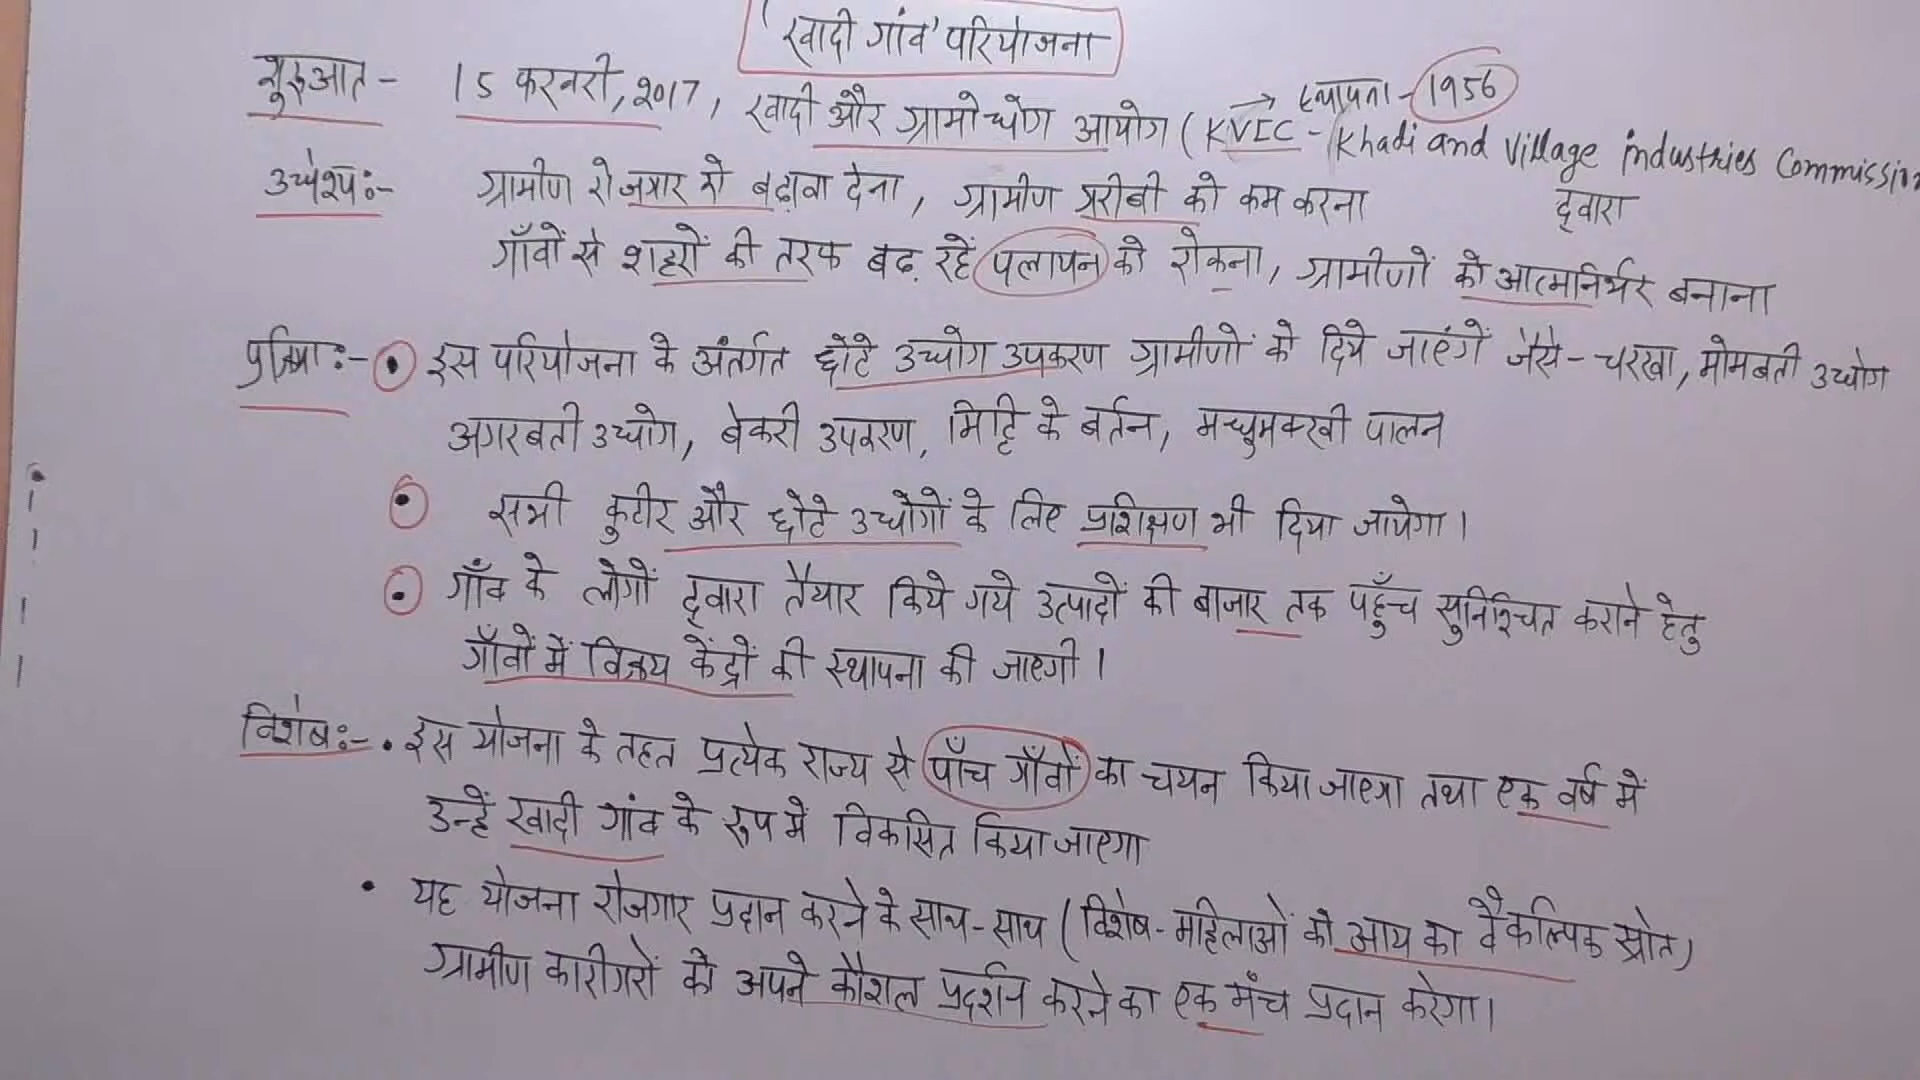 'खादी गांव' परियोजना
शुरुआत - 15 फरवरी, 2017, खादी और ग्रामोद्योग आयोग (KVIC - Khadi and Village industries Commission
→ स्थापना - 1956
उद्येश्य :- ग्रामीण रोजगार को बढ़ावा देना, ग्रामीण गरीबी को कम करना द्वारा
गाँवों से शहरों की तरफ बढ़ रहें पलायन को रोकना, ग्रामीणों को आत्मनिर्भर बनाना
प्रक्रिया :- • इस परियोजना के अंतर्गत छोटे उद्योग उपकरण ग्रामीणों को दिये जाएंगें जैसे - चरखा, मोमबती उद्योग
अगरबती उद्योग, बेकरी उपकरण, मिट्टि के बर्तन, मधुमक्खी पालन
• सभी कुटीर और छोटे उद्योगों के लिए प्रशिक्षण भी दिया जायेगा।
• गाँव के लोगों द्वारा तैयार किये गये उत्पादों की बाजार तक पहुँच सुनिश्चित कराने हेतु
गाँवों में विक्रय केंद्रों की स्थापना की जाएगी।
विशेष :- • इस योजना के तहत प्रत्येक राज्य से पाँच गाँवों का चयन किया जाएगा तथा एक वर्ष में
उन्हें खादी गांव के रूप में विकसित किया जाएगा
• यह योजना रोजगार प्रदान करने के साथ - साथ (विशेष - महिलाओं को आय का वैकल्पिक स्रोत)
ग्रामीण कारीगरों को अपने कौशल प्रदर्शन करने का एक मँच प्रदान करेगा।